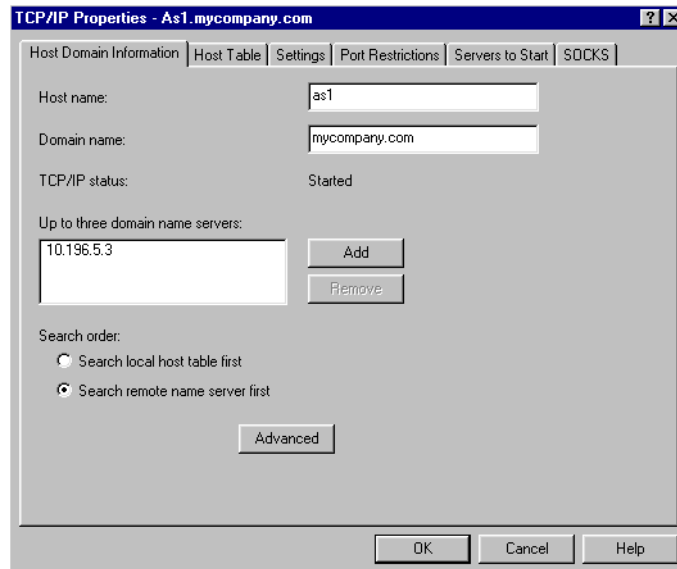 TCP/IP Properties - As1.mycompany.com
Host Domain Information Host Table Settings Port Restrictions Servers to Start SOCKS
Host name: as1
Domain name: mycompany.com
TCP/IP status: Started
Up to three domain name servers:
10.196.5.3
Add
Remove
Search order:
Search local host table first
Search remote name server first
Advanced
OK Cancel Help